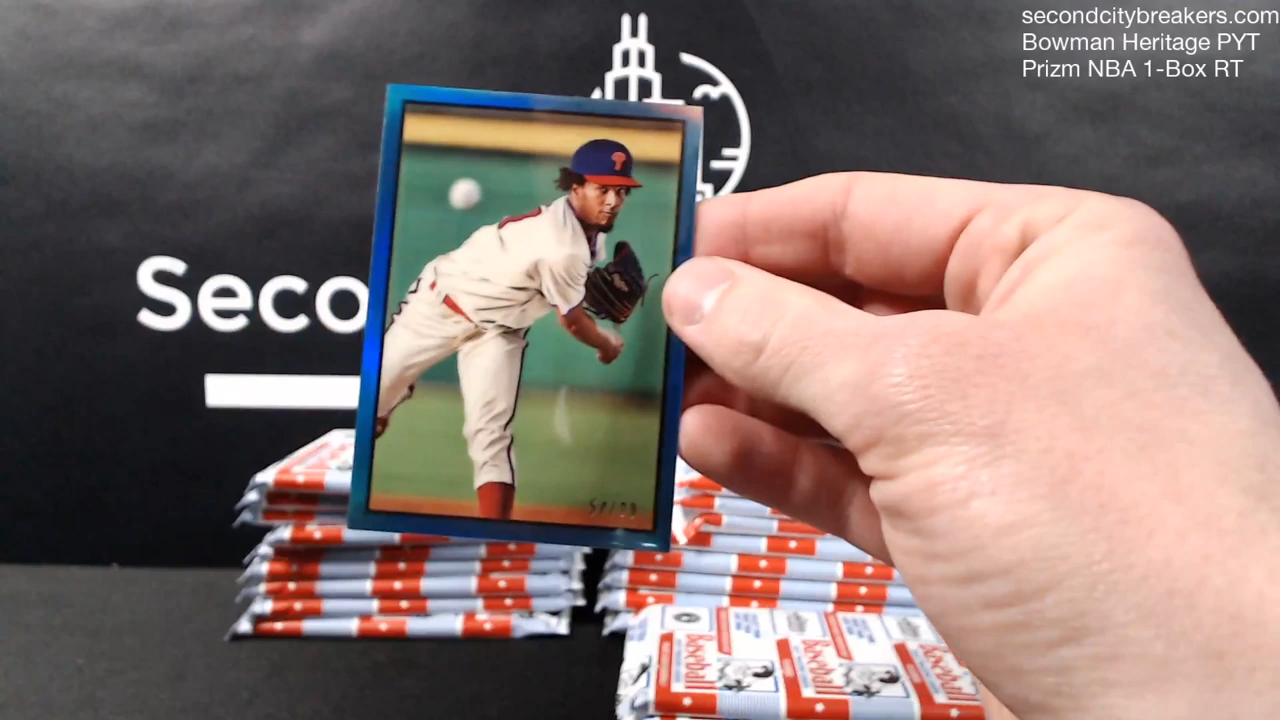 secondcitybreakers.com
Bowman Heritage PYT
Prizm NBA 1-Box RT
Seco
Baseball
Baseball
Baseball